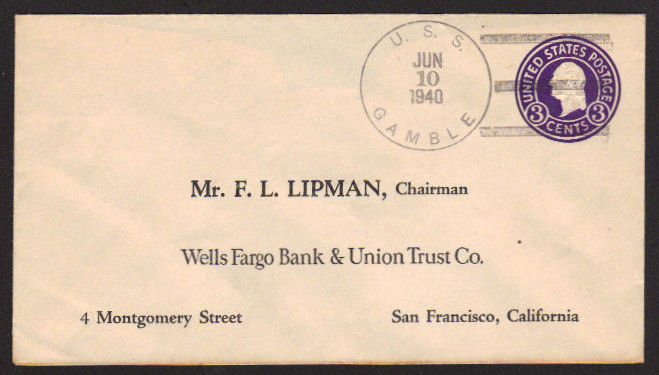 U. S. S.
JUN
10
1940
GAMBLE
UNITED STATES POSTAGE
3 CENTS 3
Mr. F. L. LIPMAN, Chairman
Wells Fargo Bank & Union Trust Co.
4 Montgomery Street San Francisco, California